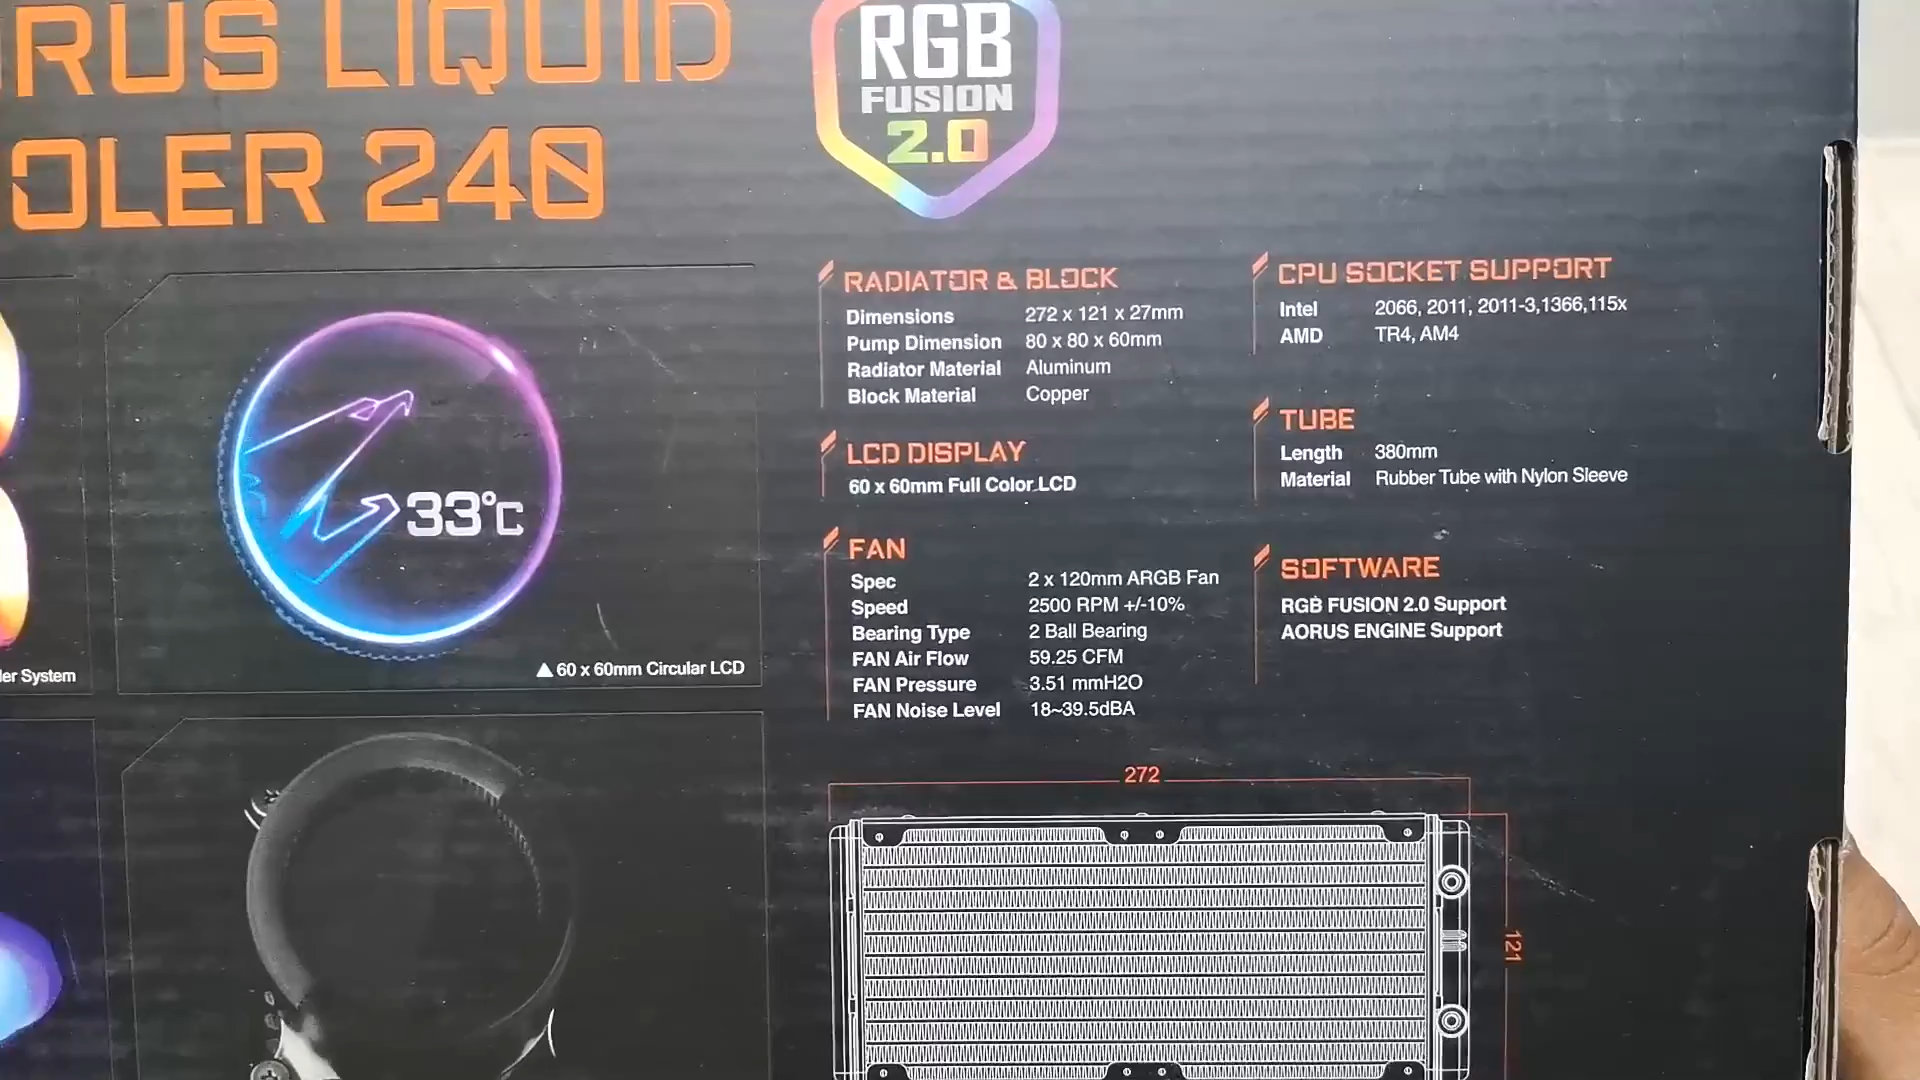 RUS LIQUID
OLER 240
RGB
FUSION
2.0
33°C
▲60 x 60mm Circular LCD
ler System
RADIATOR & BLOCK
Dimensions 272 x 121 x 27mm
Pump Dimension 80 x 80 x 60mm
Radiator Material Aluminum
Block Material Copper
LCD DISPLAY
60 x 60mm Full Color LCD
FAN
Spec 2 x 120mm ARGB Fan
Speed 2500 RPM +/-10%
Bearing Type 2 Ball Bearing
FAN Air Flow 59.25 CFM
FAN Pressure 3.51 mmH2O
FAN Noise Level 18~39.5dBA
CPU SOCKET SUPPORT
Intel 2066, 2011, 2011-3,1366,115x
AMD TR4, AM4
TUBE
Length 380mm
Material Rubber Tube with Nylon Sleeve
SOFTWARE
RGB FUSION 2.0 Support
AORUS ENGINE Support
272
121